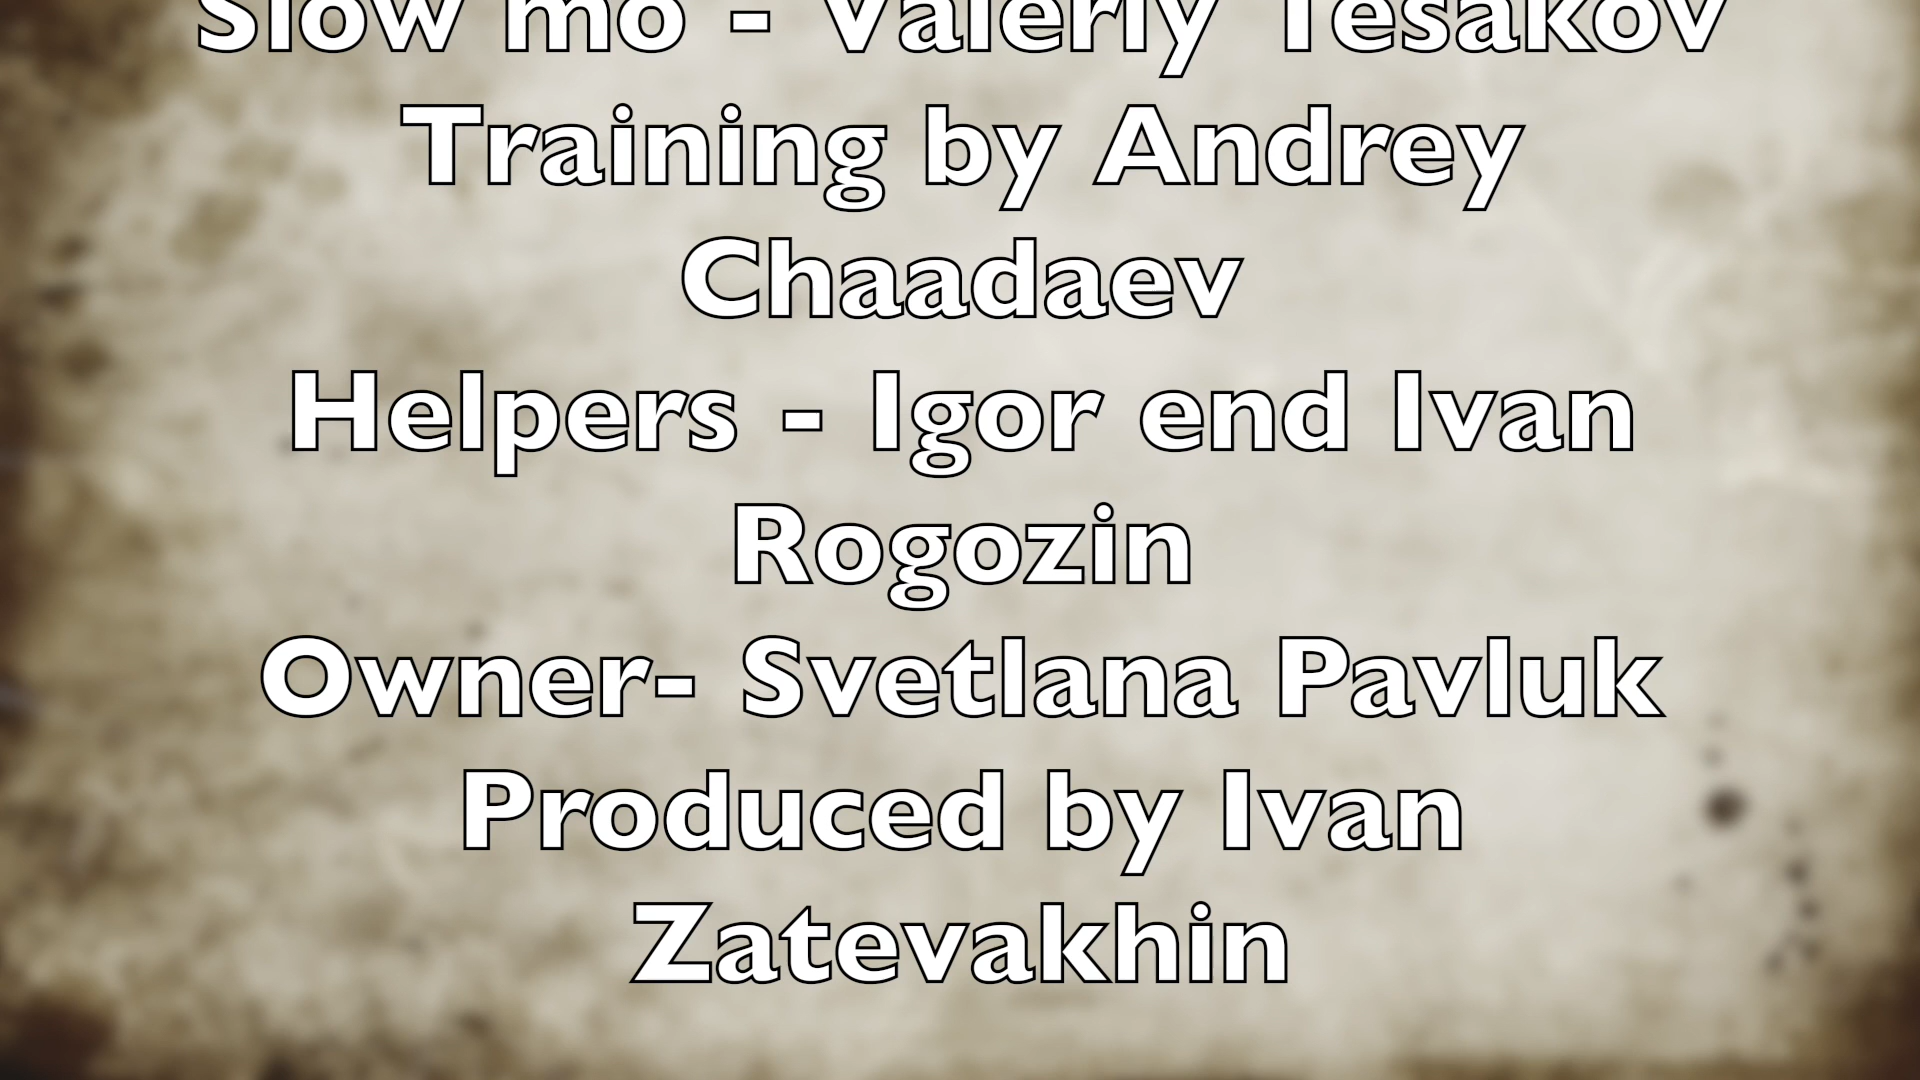 Slow mo - Valeriy Tesakov
Training by Andrey
Chaadaev
Helpers - Igor end Ivan
Rogozin
Owner- Svetlana Pavluk
Produced by Ivan
Zatevakhin